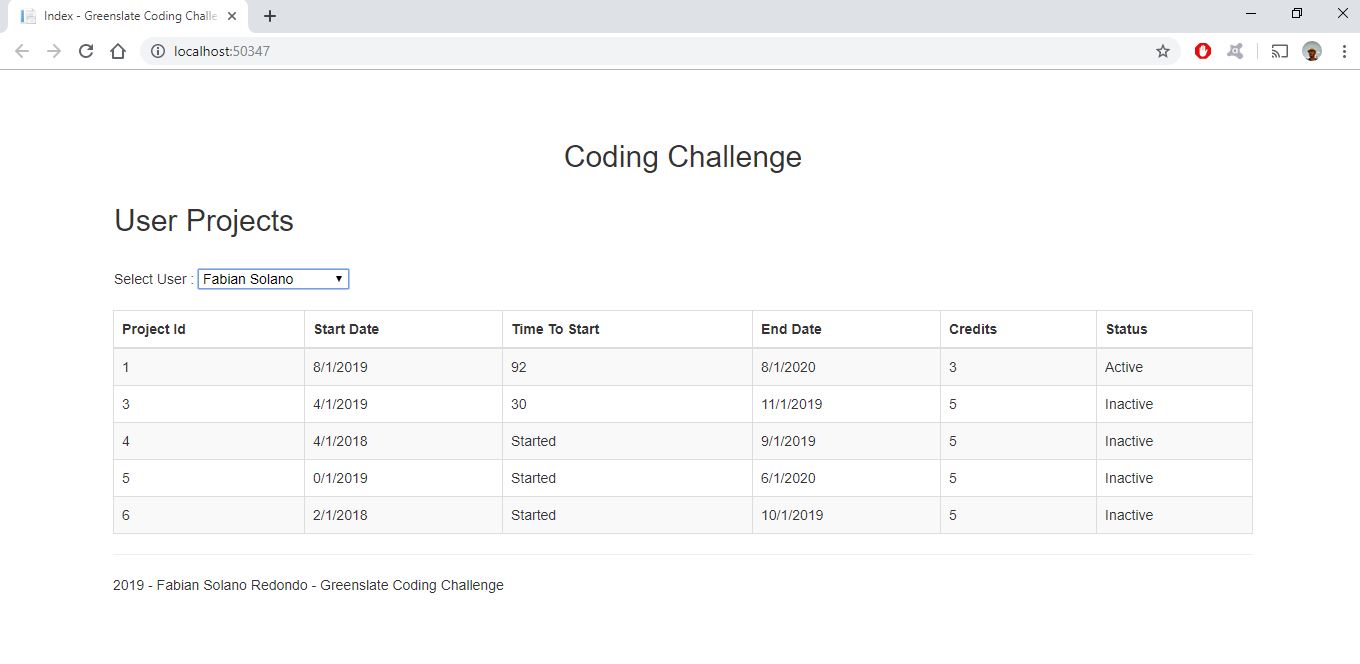 Index - Greenslate Coding Challe
localhost:50347
Coding Challenge
User Projects
Select User : Fabian Solano
Project Id Start Date Time To Start End Date Credits Status
1 8/1/2019 92 8/1/2020 3 Active
3 4/1/2019 30 11/1/2019 5 Inactive
4 4/1/2018 Started 9/1/2019 5 Inactive
5 0/1/2019 Started 6/1/2020 5 Inactive
6 2/1/2018 Started 10/1/2019 5 Inactive
2019 - Fabian Solano Redondo - Greenslate Coding Challenge